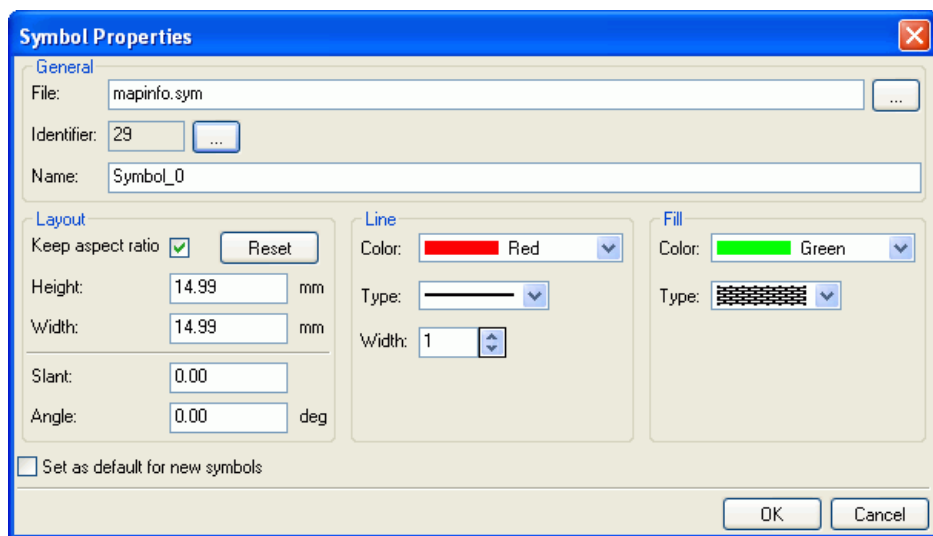 Symbol Properties
General
File: mapinfo.sym ...
Identifier: 29 ...
Name: Symbol_0
Layout
Keep aspect ratio Reset
Height: 14.99 mm
Width: 14.99 mm
Slant: 0.00
Angle: 0.00 deg
Line
Color: Red
Type:
Width: 1
Fill
Color: Green
Type:
Set as default for new symbols
OK Cancel